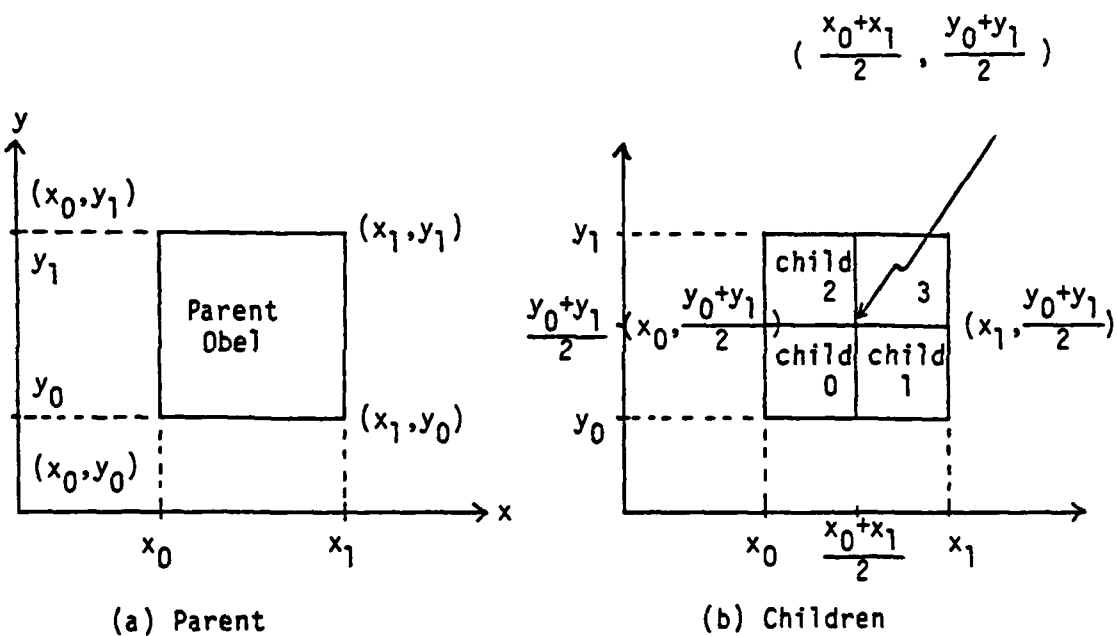 ( (x₀+x₁)/2 , (y₀+y₁)/2 )
y
(x₀,y₁)
(x₁,y₁)
y₁
Parent
Obel
y₀
(x₁,y₀)
(x₀,y₀)
x
x₀ x₁
(a) Parent
y₁
child
2 3
(y₀+y₁)/2 (x₀,(y₀+y₁)/2) (x₁,(y₀+y₁)/2)
child child
0 1
y₀
x₀ (x₀+x₁)/2 x₁
(b) Children